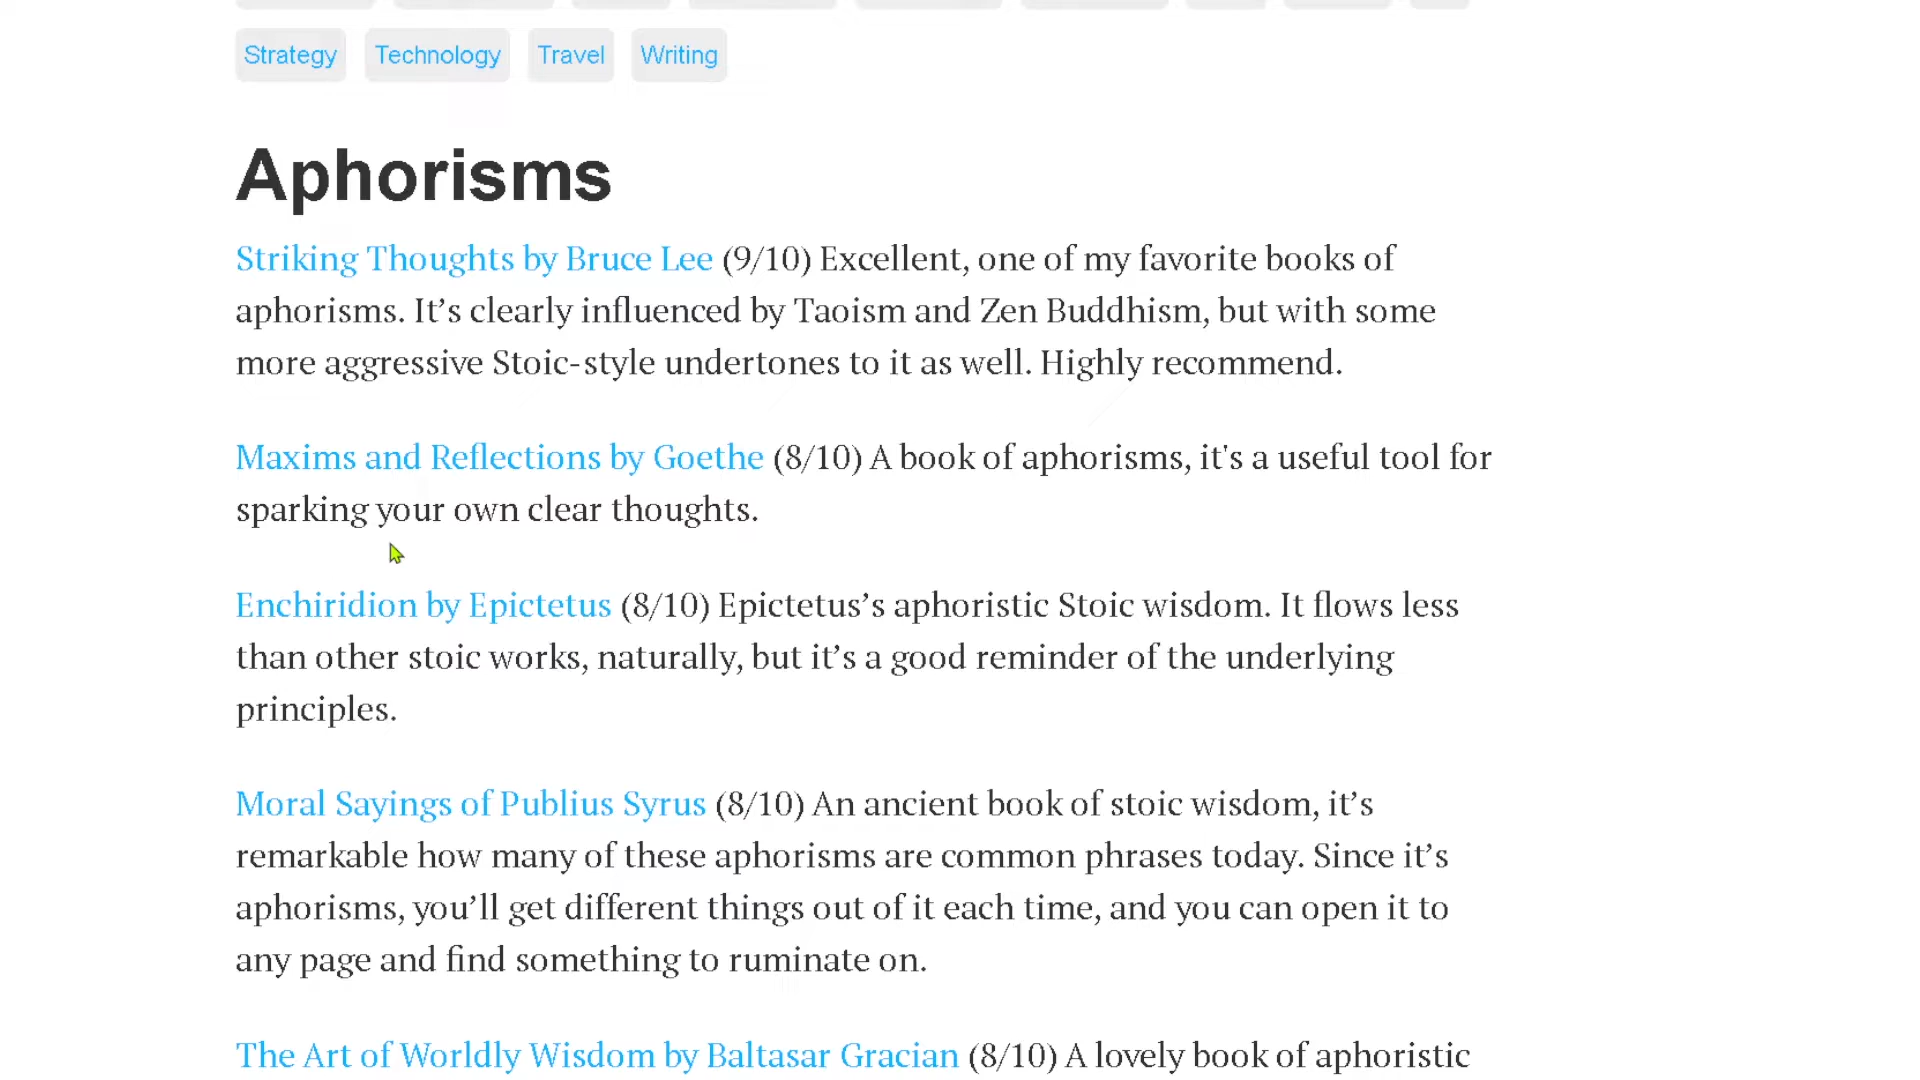 Strategy Technology Travel Writing
Aphorisms
Striking Thoughts by Bruce Lee (9/10) Excellent, one of my favorite books of
aphorisms. It’s clearly influenced by Taoism and Zen Buddhism, but with some
more aggressive Stoic-style undertones to it as well. Highly recommend.
Maxims and Reflections by Goethe (8/10) A book of aphorisms, it's a useful tool for
sparking your own clear thoughts.
Enchiridion by Epictetus (8/10) Epictetus’s aphoristic Stoic wisdom. It flows less
than other stoic works, naturally, but it’s a good reminder of the underlying
principles.
Moral Sayings of Publius Syrus (8/10) An ancient book of stoic wisdom, it’s
remarkable how many of these aphorisms are common phrases today. Since it’s
aphorisms, you’ll get different things out of it each time, and you can open it to
any page and find something to ruminate on.
The Art of Worldly Wisdom by Baltasar Gracian (8/10) A lovely book of aphoristic